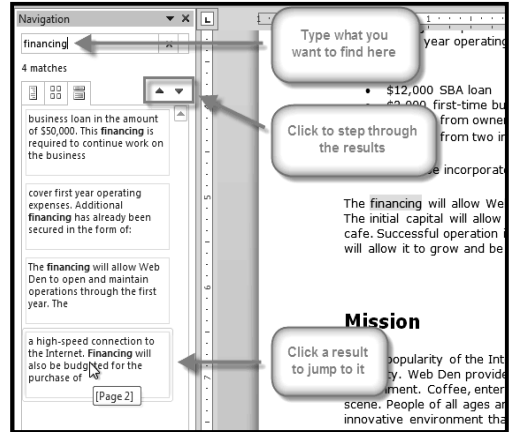 Navigation
financing
4 matches
business loan in the amount
of $50,000. This financing is
required to continue work on
the business
cover first year operating
expenses. Additional
financing has already been
secured in the form of:
The financing will allow Web
Den to open and maintain
operations through the first
year. The
a high-speed connection to
the Internet. Financing will
also be budgeted for the
purchase of
[Page 2]
Type what you
want to find here
Click to step through
the results
Click a result
to jump to it
year operating
$12,000 SBA loan
first-time bu
from owne
from two in
incorporat
The financing will allow We
The initial capital will allow
cafe. Successful operation i
will allow it to grow and be
Mission
popularity of the Int
Web Den provide
Coffee, enter
scene. People of all ages ar
innovative environment tha